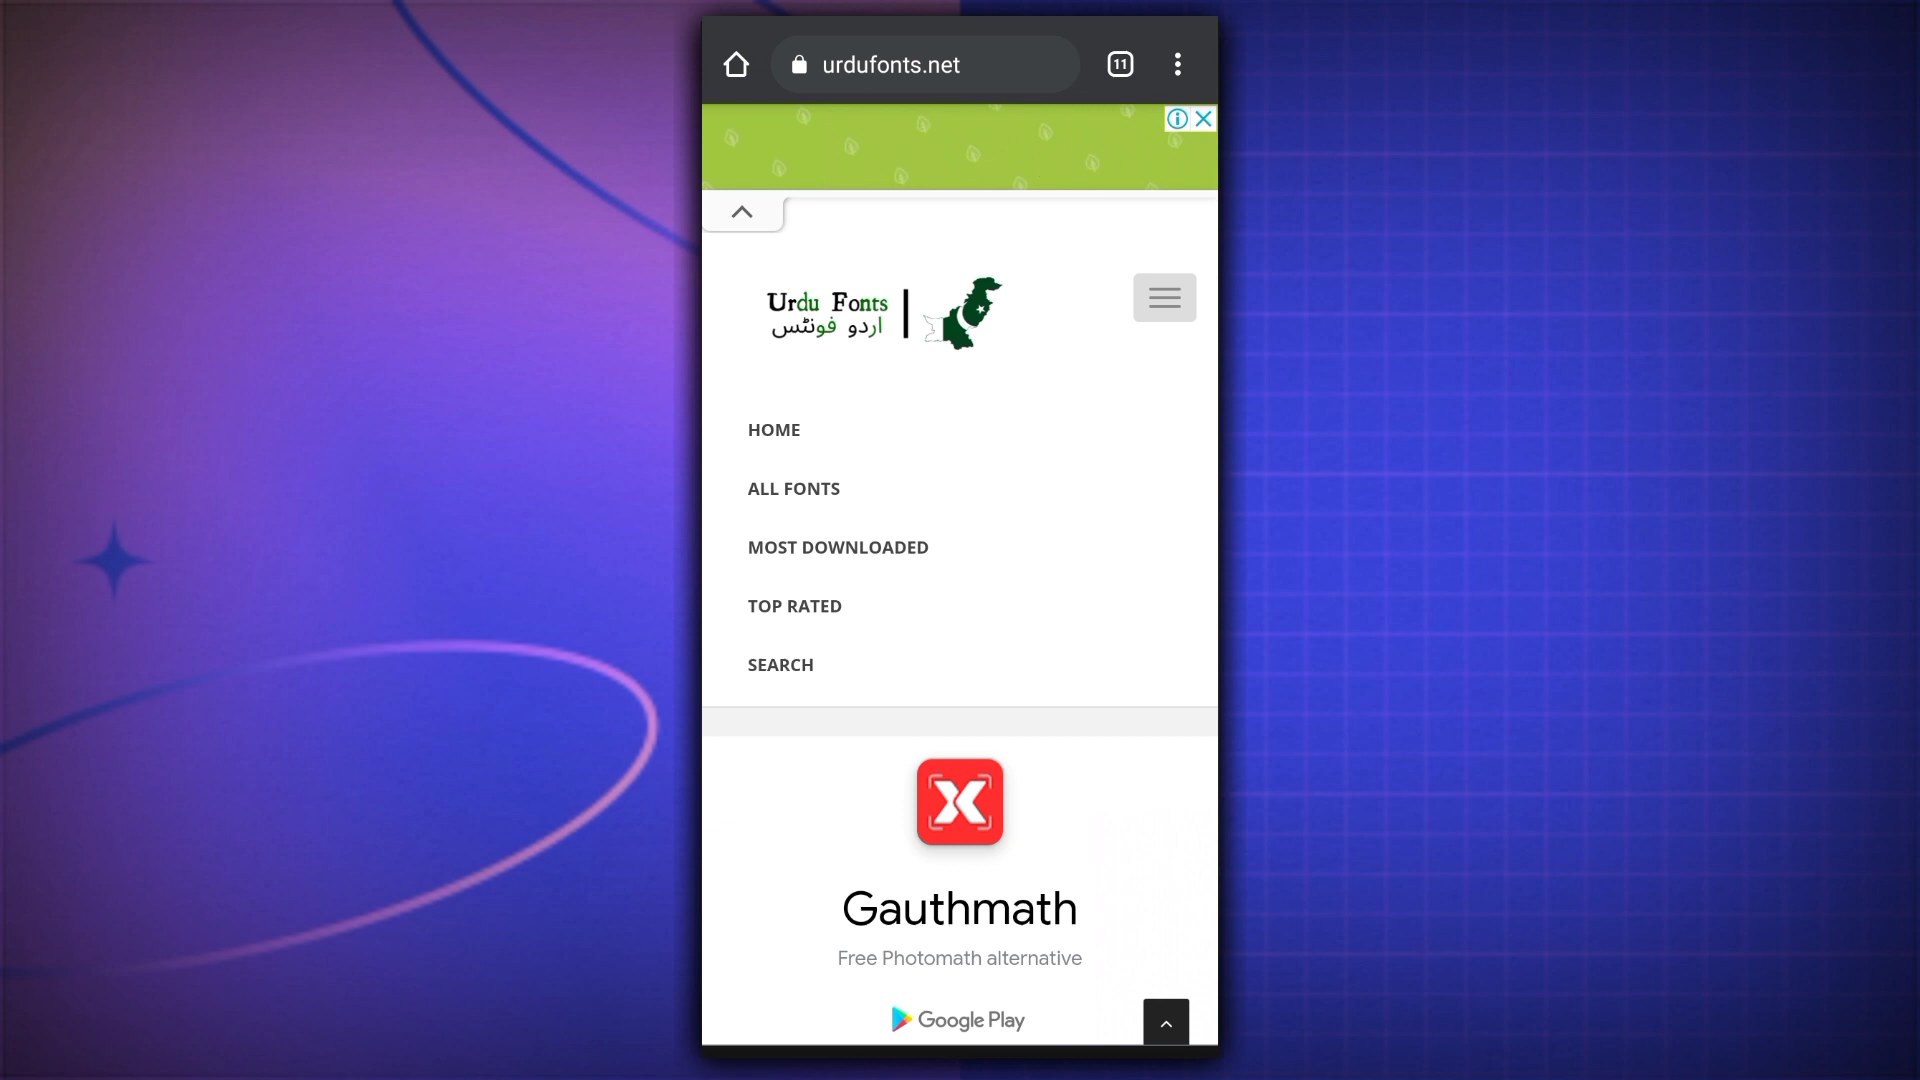 urdufonts.net
11
Urdu Fonts
اردو فونٹس
HOME
ALL FONTS
MOST DOWNLOADED
TOP RATED
SEARCH
Gauthmath
Free Photomath alternative
Google Play